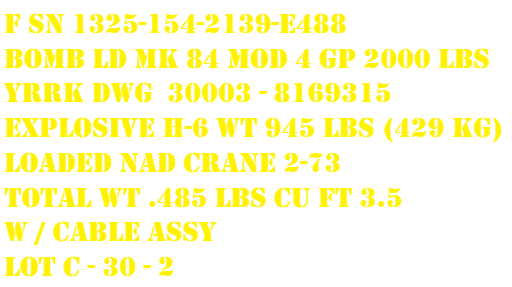 F SN 1325-154-2139-E488
BOMB LD MK 84 MOD 4 GP 2000 LBS
YRRK DWG 30003 - 8169315
EXPLOSIVE H-6 WT 945 LBS (429 KG)
LOADED NAD CRANE 2-73
TOTAL WT .485 LBS CU FT 3.5
W / CABLE ASSY
LOT C - 30 - 2